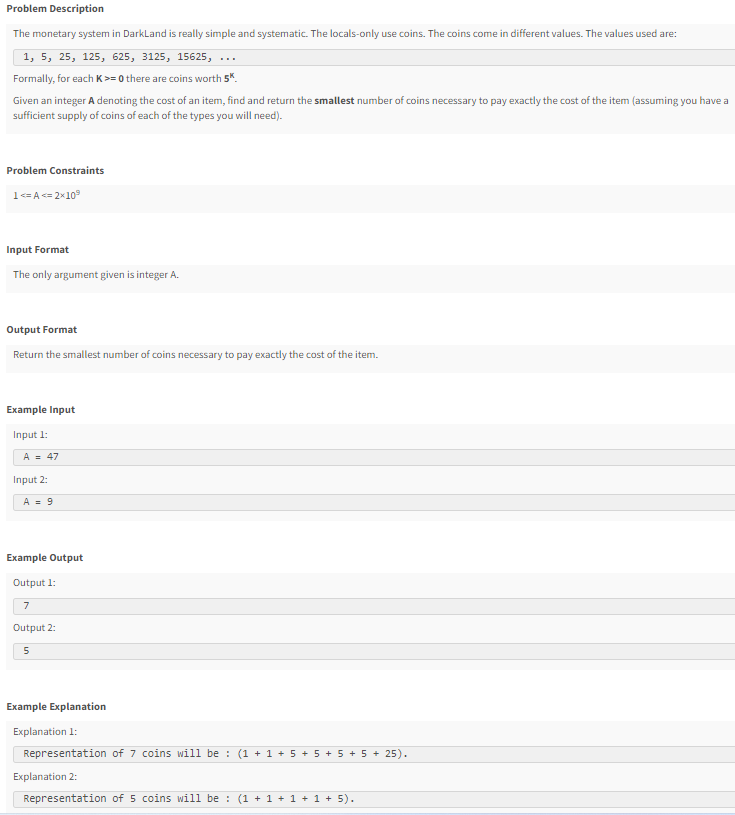 Problem Description
The monetary system in DarkLand is really simple and systematic. The locals-only use coins. The coins come in different values. The values used are:
1, 5, 25, 125, 625, 3125, 15625, ...
Formally, for each K >= 0 there are coins worth 5ᴷ.
Given an integer A denoting the cost of an item, find and return the smallest number of coins necessary to pay exactly the cost of the item (assuming you have a
sufficient supply of coins of each of the types you will need).
Problem Constraints
1 <= A <= 2×10⁹
Input Format
The only argument given is integer A.
Output Format
Return the smallest number of coins necessary to pay exactly the cost of the item.
Example Input
Input 1:
A = 47
Input 2:
A = 9
Example Output
Output 1:
7
Output 2:
5
Example Explanation
Explanation 1:
Representation of 7 coins will be : (1 + 1 + 5 + 5 + 5 + 5 + 25).
Explanation 2:
Representation of 5 coins will be : (1 + 1 + 1 + 1 + 5).